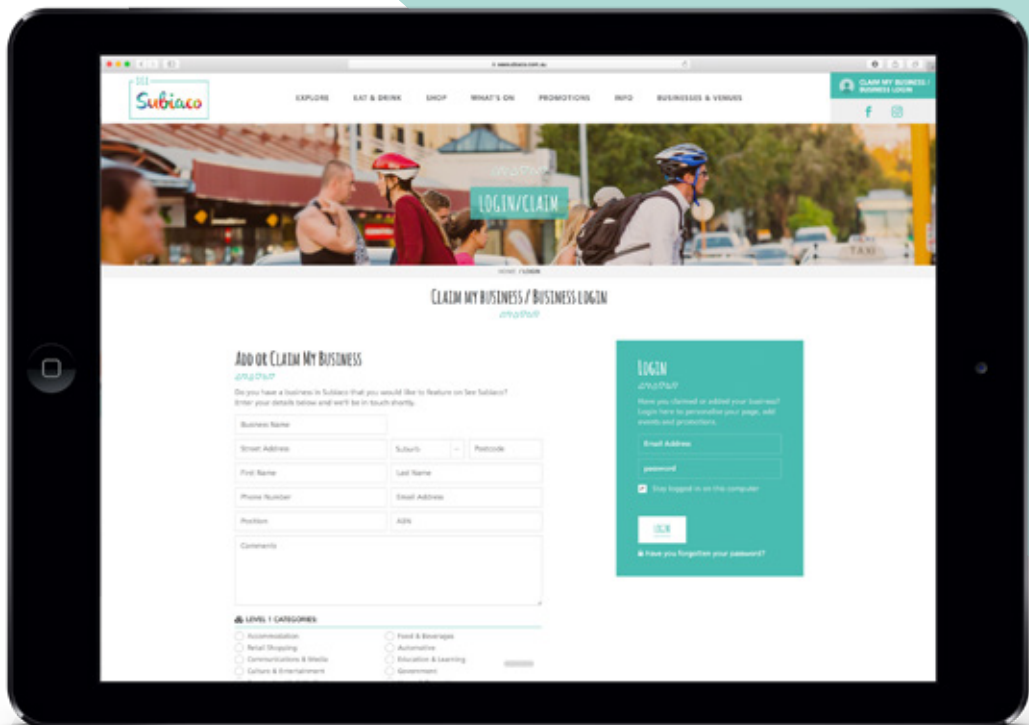 SEE
Subiaco
EXPLORE EAT & DRINK SHOP WHAT'S ON PROMOTIONS INFO BUSINESSES & VENUES
CLAIM MY BUSINESS /
BUSINESS LOGIN
LOGIN/CLAIM
TAXI
HOME / LOGIN
CLAIM MY BUSINESS / BUSINESS LOGIN
ADD OR CLAIM MY BUSINESS
Do you have a business in Subiaco that you would like to feature on See Subiaco?
Enter your details below and we'll be in touch shortly.
Business Name
Street Address Suburb Postcode
First Name Last Name
Phone Number Email Address
Position ABN
Comments
LEVEL 1 CATEGORIES:
Accommodation Food & Beverages
Retail Shopping Automotive
Communications & Media Education & Learning
Culture & Entertainment Government
LOGIN
Have you claimed or added your business?
Login here to personalise your page, add
events and promotions.
Email Address
password
Stay logged in on this computer
LOGIN
Have you forgotten your password?